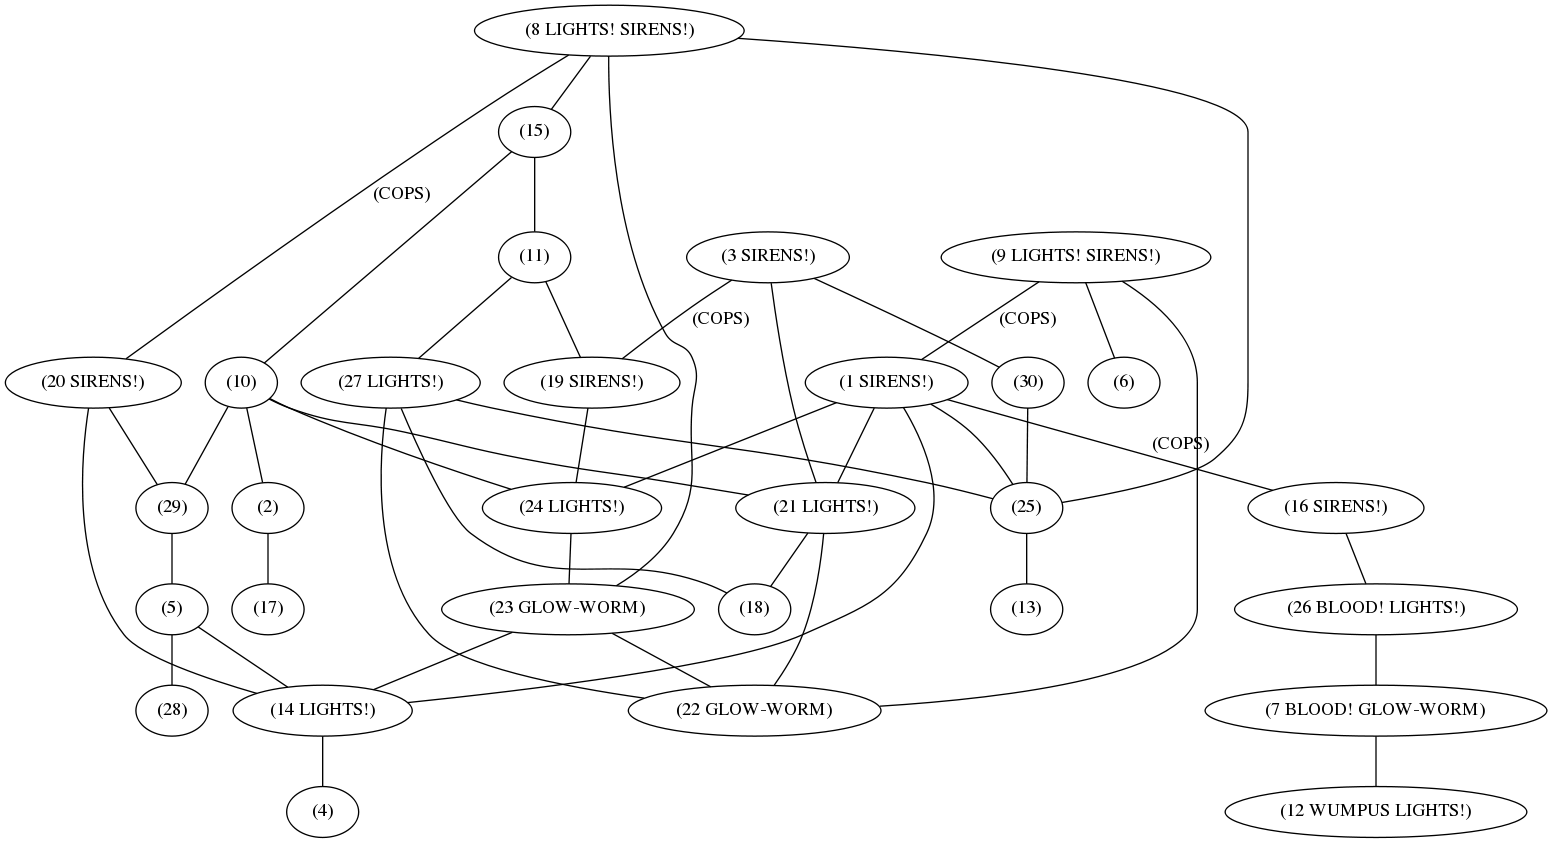 (8 LIGHTS! SIRENS!)
(15)
(COPS)
(11)
(3 SIRENS!)
(9 LIGHTS! SIRENS!)
(COPS)
(COPS)
(20 SIRENS!)
(10)
(27 LIGHTS!)
(19 SIRENS!)
(1 SIRENS!)
(30)
(6)
(COPS)
(29)
(2)
(24 LIGHTS!)
(21 LIGHTS!)
(25)
(16 SIRENS!)
(5)
(17)
(23 GLOW-WORM)
(18)
(13)
(26 BLOOD! LIGHTS!)
(28)
(14 LIGHTS!)
(22 GLOW-WORM)
(7 BLOOD! GLOW-WORM)
(4)
(12 WUMPUS LIGHTS!)